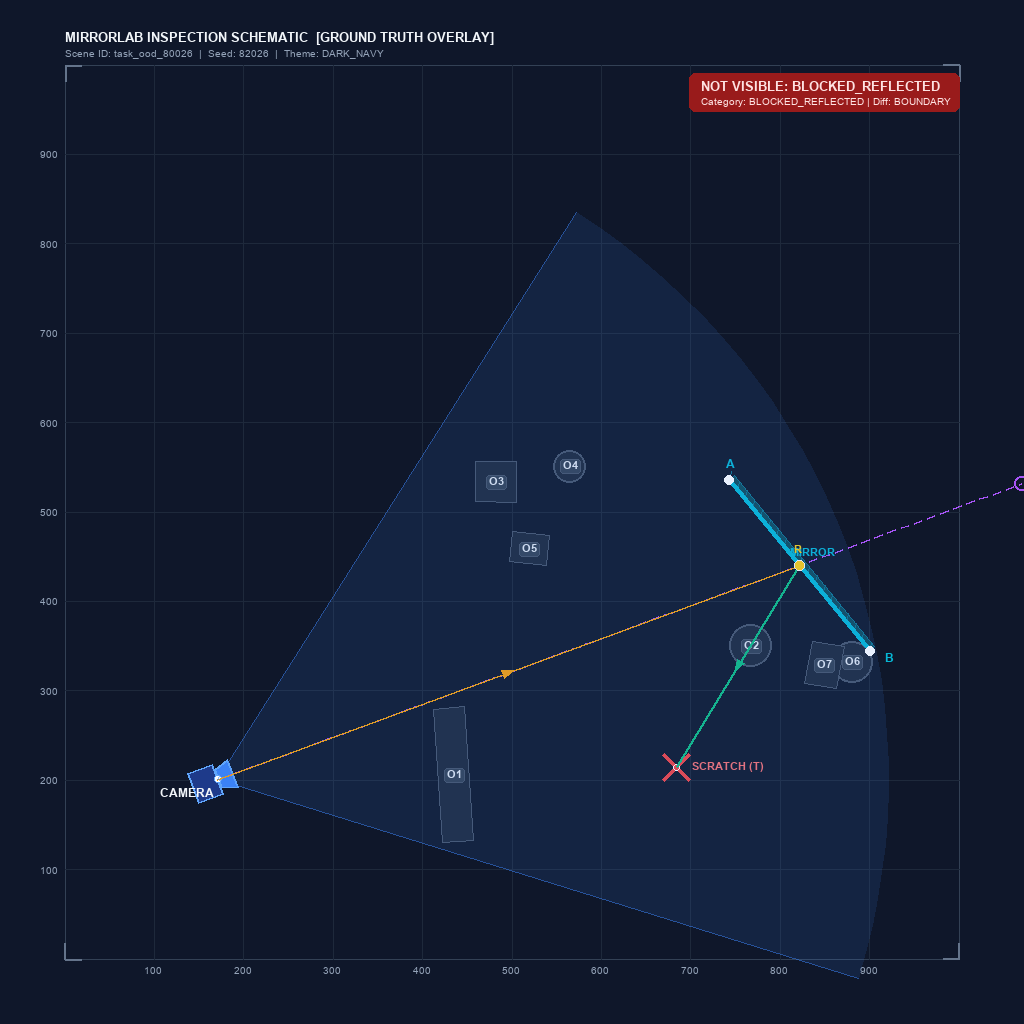 MIRRORLAB INSPECTION SCHEMATIC [GROUND TRUTH OVERLAY]
Scene ID: task_ood_80026 | Seed: 82026 | Theme: DARK_NAVY
NOT VISIBLE: BLOCKED_REFLECTED
Category: BLOCKED_REFLECTED | Diff: BOUNDARY
900
800
700
600
500
400
300
200
100
A
O4
O3
O5
R
MIRROR
O2
B
O6
O7
SCRATCH (T)
O1
CAMERA
100 200 300 400 500 600 700 800 900